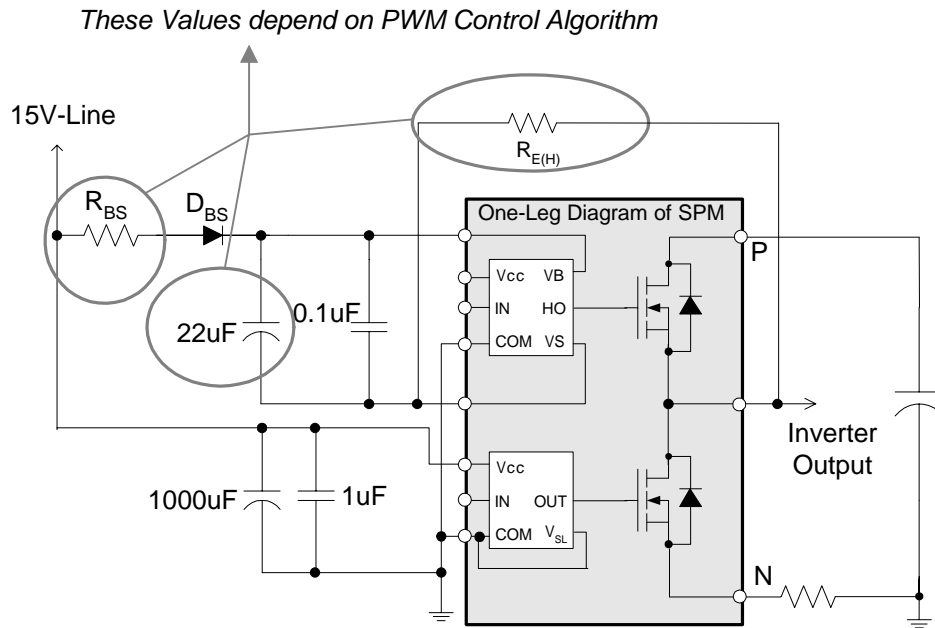 These Values depend on PWM Control Algorithm
15V-Line
R_E(H)
R_BS
D_BS
One-Leg Diagram of SPM
P
Vcc
VB
IN
HO
COM
VS
22uF
0.1uF
Inverter
Output
Vcc
IN
OUT
COM
V_SL
1000uF
1uF
N